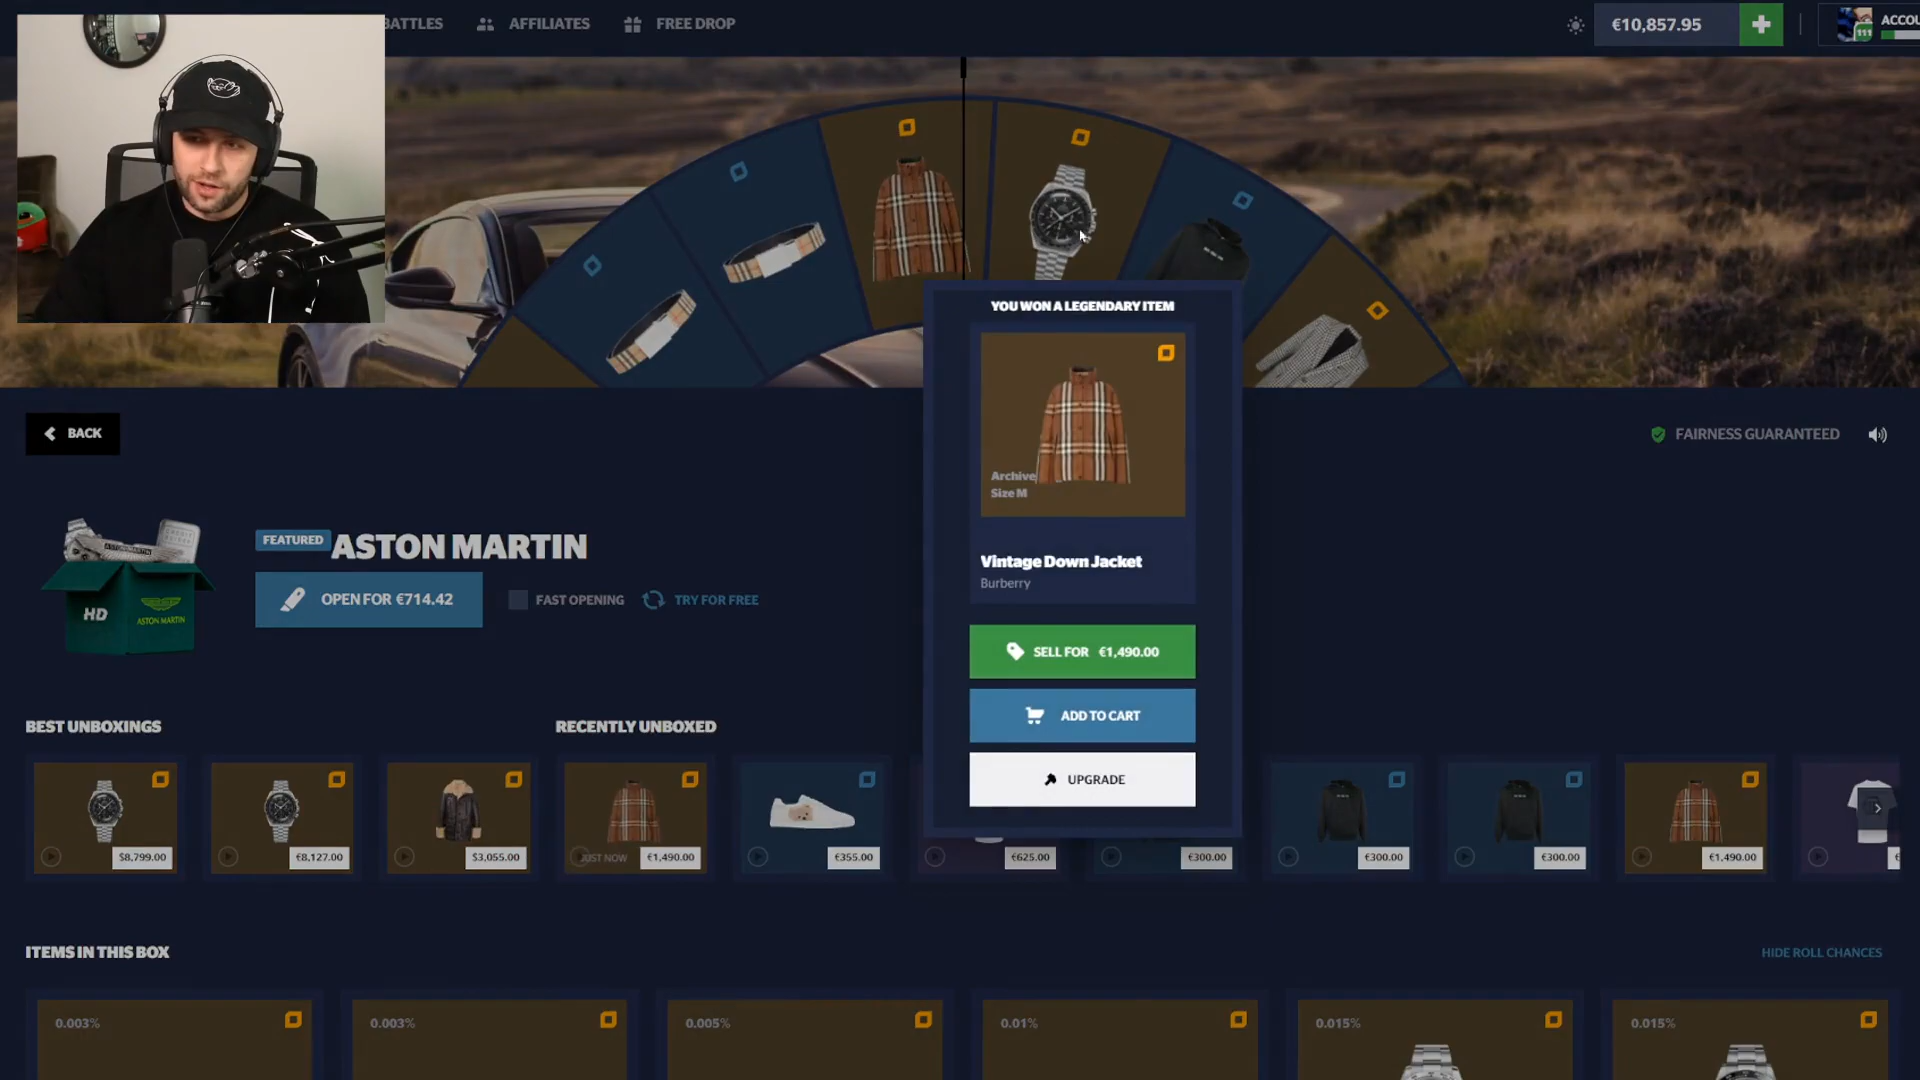 BATTLES
AFFILIATES
FREE DROP
€10,857.95
111
YOU WON A LEGENDARY ITEM
Archive
Size M
Vintage Down Jacket
Burberry
SELL FOR €1,490.00
ADD TO CART
UPGRADE
BACK
FAIRNESS GUARANTEED
HD
ASTON MARTIN
FEATURED
ASTON MARTIN
OPEN FOR €714.42
FAST OPENING
TRY FOR FREE
BEST UNBOXINGS
RECENTLY UNBOXED
$8,799.00
€8,127.00
$3,055.00
JUST NOW
€1,490.00
€355.00
€625.00
€300.00
€300.00
€300.00
€1,490.00
ITEMS IN THIS BOX
HIDE ROLL CHANCES
0.003%
0.003%
0.005%
0.01%
0.015%
0.015%